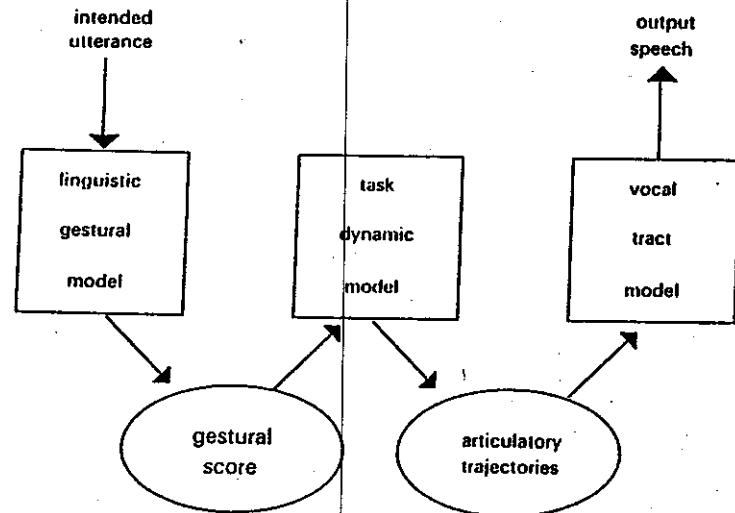 intended
utterance
output
speech
linguistic
gestural
model
task
dynamic
model
vocal
tract
model
gestural
score
articulatory
trajectories